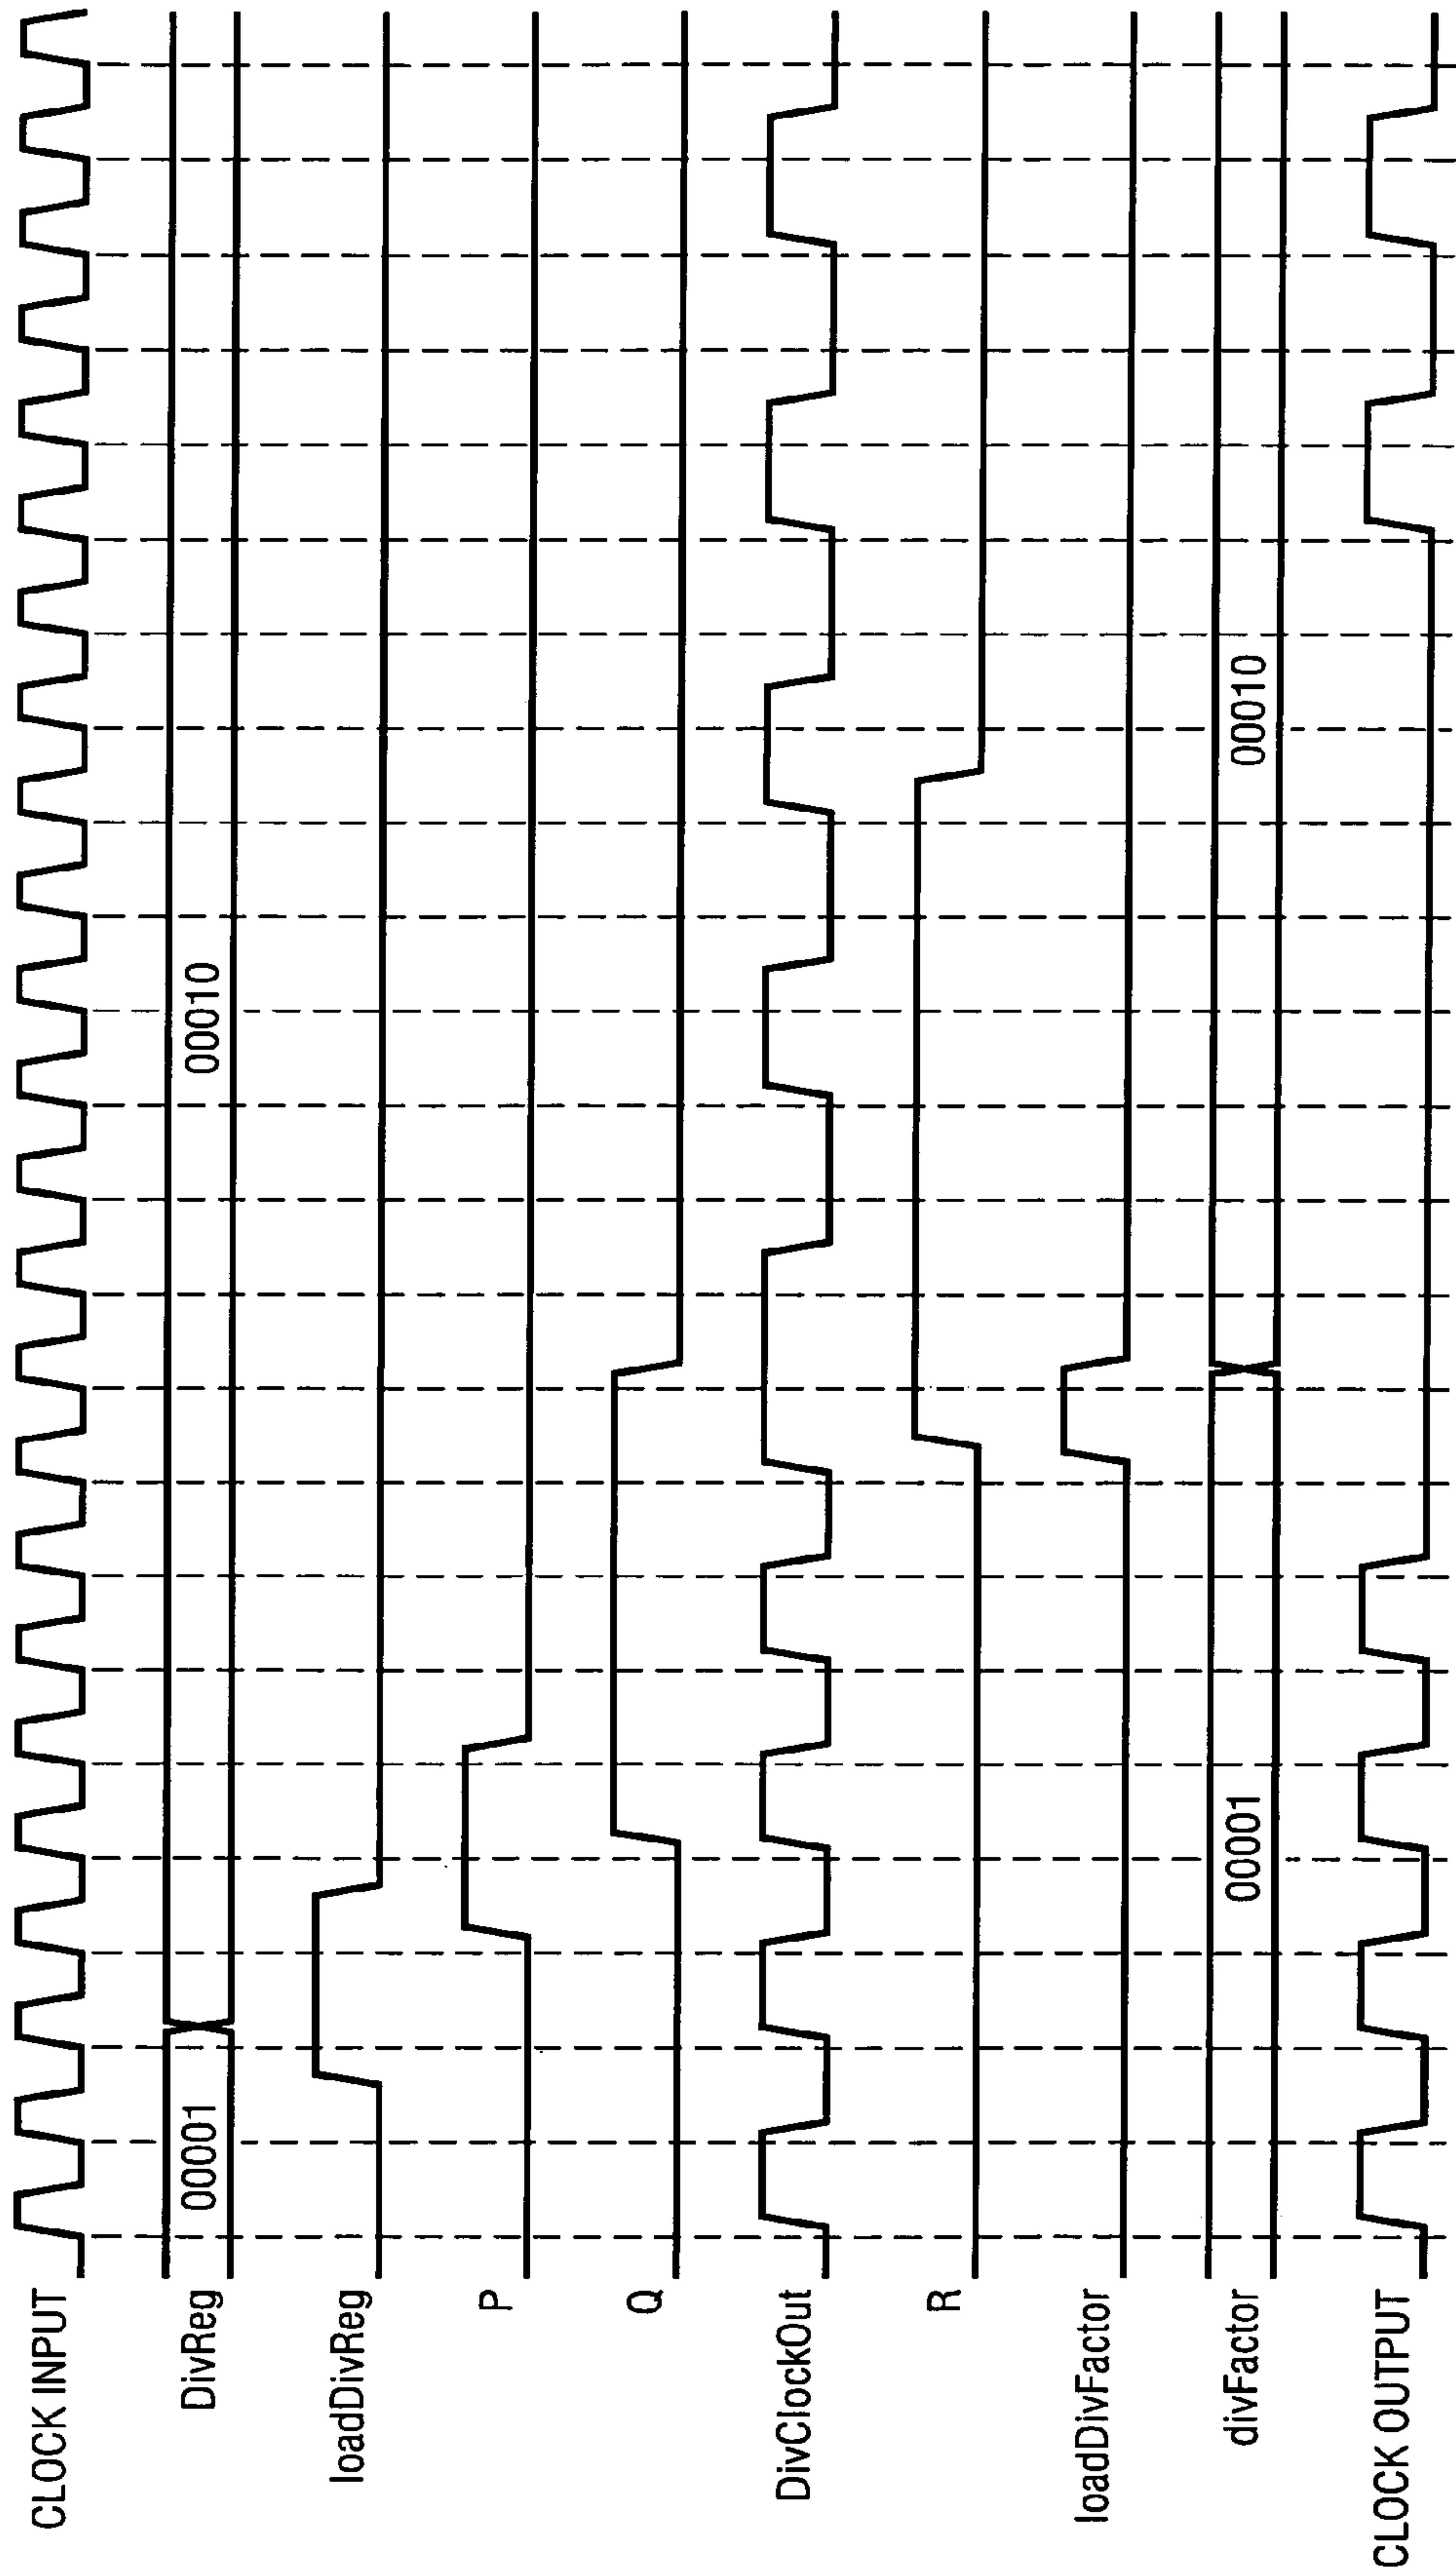 CLOCK INPUT
DivReg
00001
00010
loadDivReg
P
Q
DivClockOut
R
loadDivFactor
divFactor
00001
00010
CLOCK OUTPUT